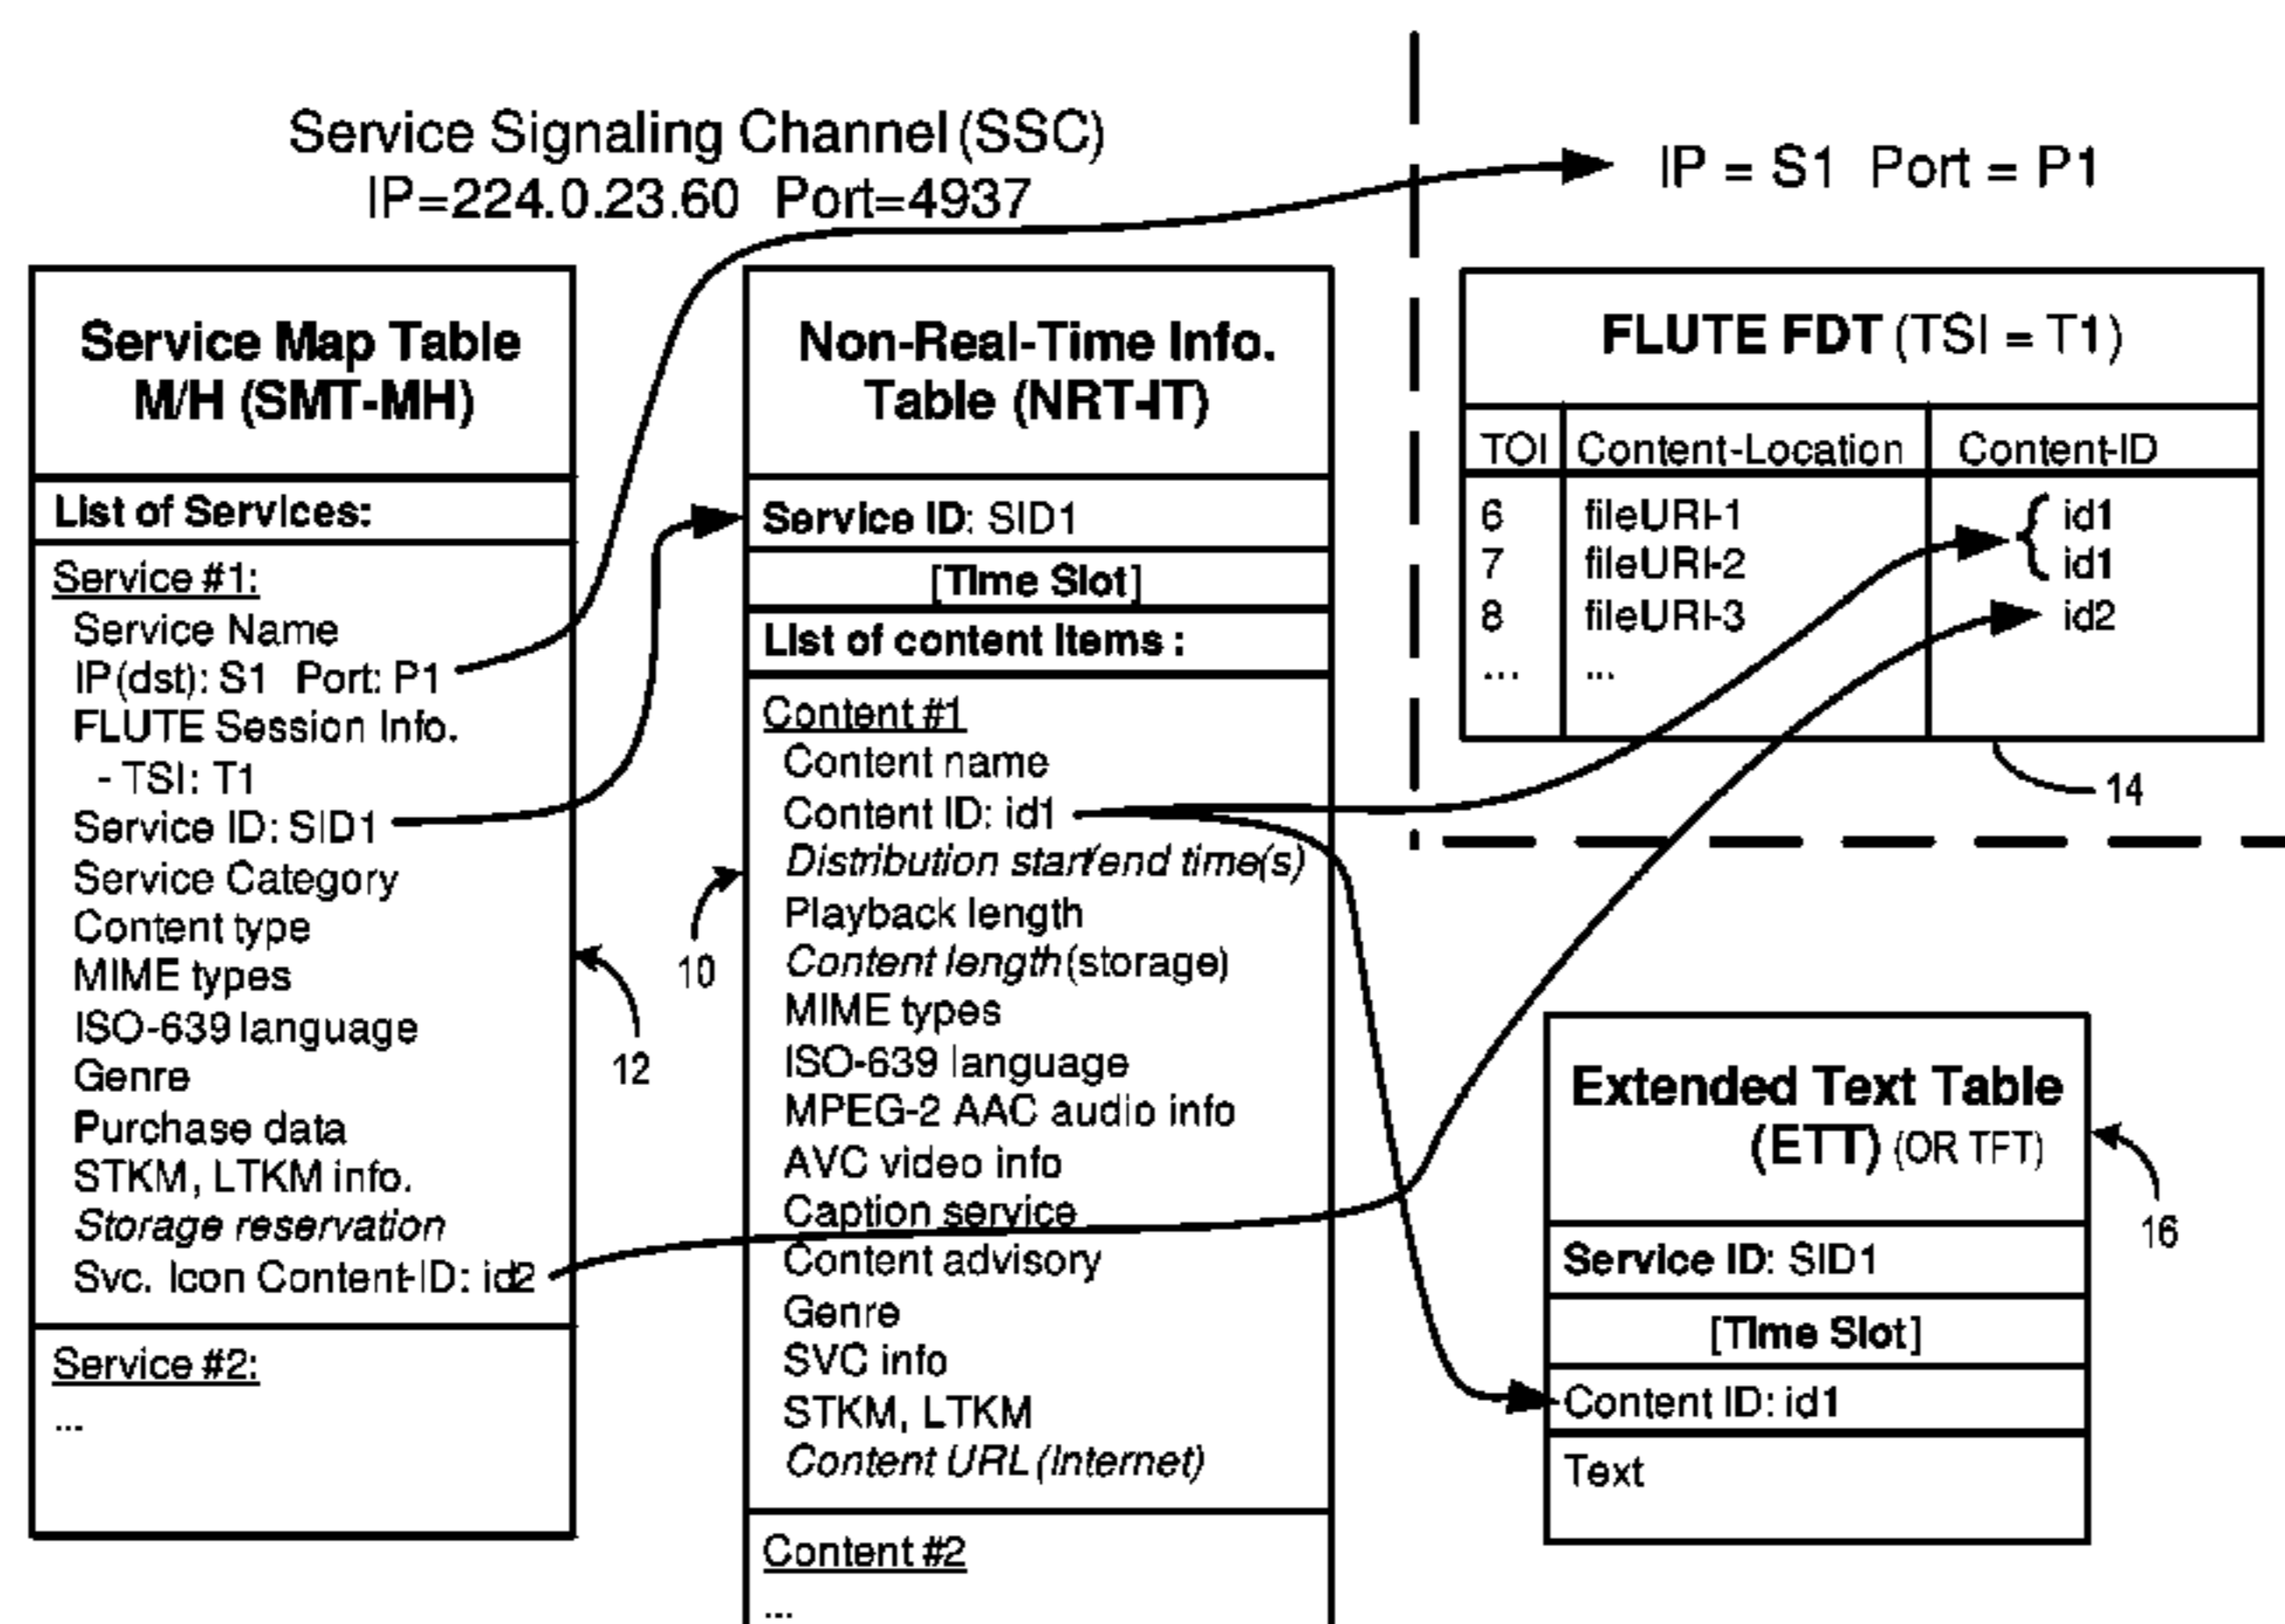 Service Signaling Channel (SSC)
IP=224.0.23.60 Port=4937
IP = S1 Port = P1
Service Map Table
M/H (SMT-MH)
List of Services:
Service #1:
Service Name
IP(dst): S1 Port: P1
FLUTE Session Info.
- TSI: T1
Service ID: SID1
Service Category
Content type
MIME types
ISO-639 language
Genre
Purchase data
STKM, LTKM info.
Storage reservation
Svc. Icon Content-ID: id2
Service #2:
...
12
Non-Real-Time Info.
Table (NRT-IT)
Service ID: SID1
[Time Slot]
List of content Items :
Content #1
Content name
Content ID: id1
Distribution start/end time(s)
Playback length
Content length (storage)
MIME types
ISO-639 language
MPEG-2 AAC audio info
AVC video info
Caption service
Content advisory
Genre
SVC info
STKM, LTKM
Content URL (Internet)
Content #2
...
10
FLUTE FDT (TSI = T1)
TOI Content-Location Content-ID
6 fileURI-1 id1
7 fileURI-2 id1
8 fileURI-3 id2
... ...
14
Extended Text Table
(ETT) (OR TFT)
Service ID: SID1
[Time Slot]
Content ID: id1
Text
16